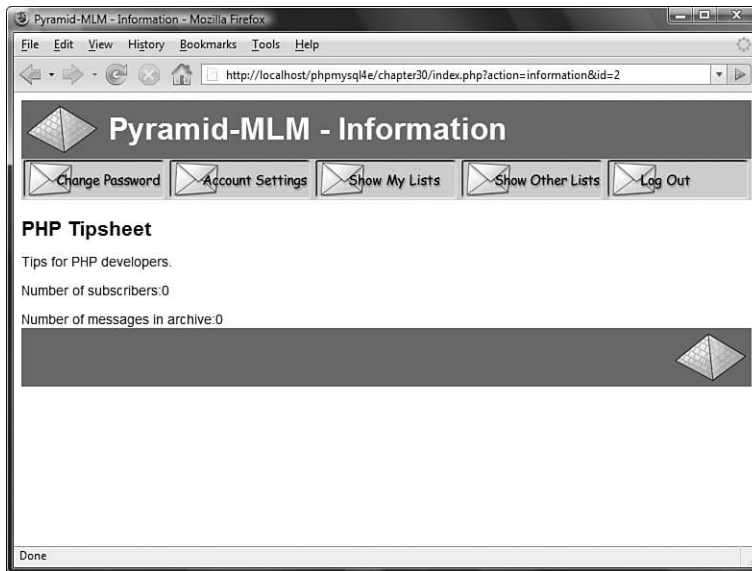 Pyramid-MLM - Information - Mozilla Firefox
File Edit View History Bookmarks Tools Help
http://localhost/phpmysql4e/chapter30/index.php?action=information&id=2
Pyramid-MLM - Information
Change Password Account Settings Show My Lists Show Other Lists Log Out
PHP Tipsheet
Tips for PHP developers.
Number of subscribers:0
Number of messages in archive:0
Done